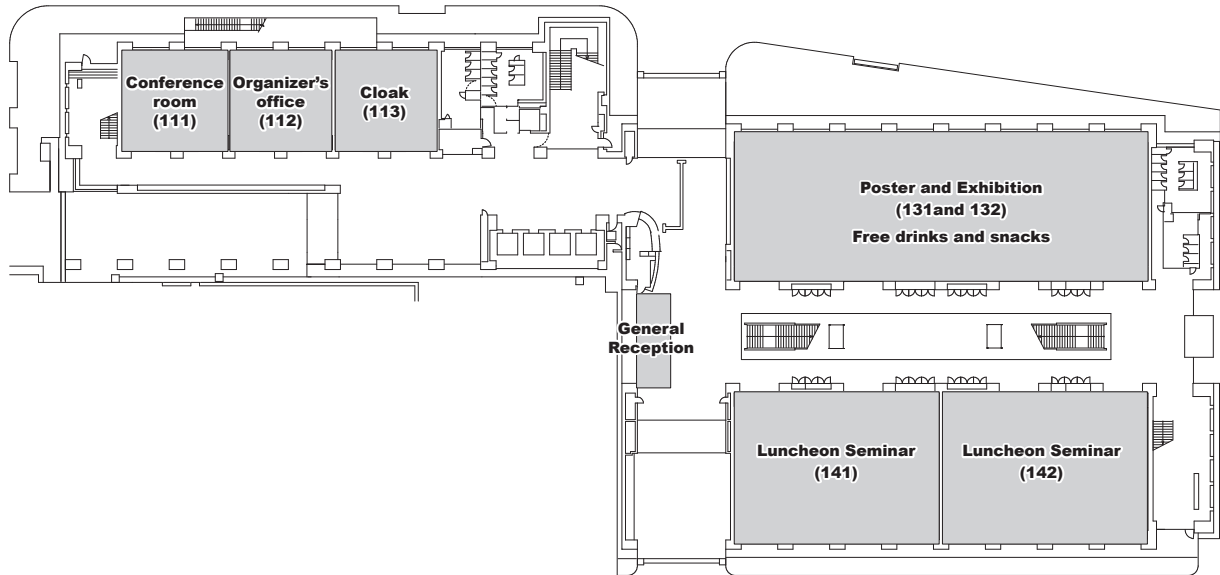 Conference
room
(111)
Organizer's
office
(112)
Cloak
(113)
Poster and Exhibition
(131and 132)
Free drinks and snacks
General
Reception
Luncheon Seminar
(141)
Luncheon Seminar
(142)